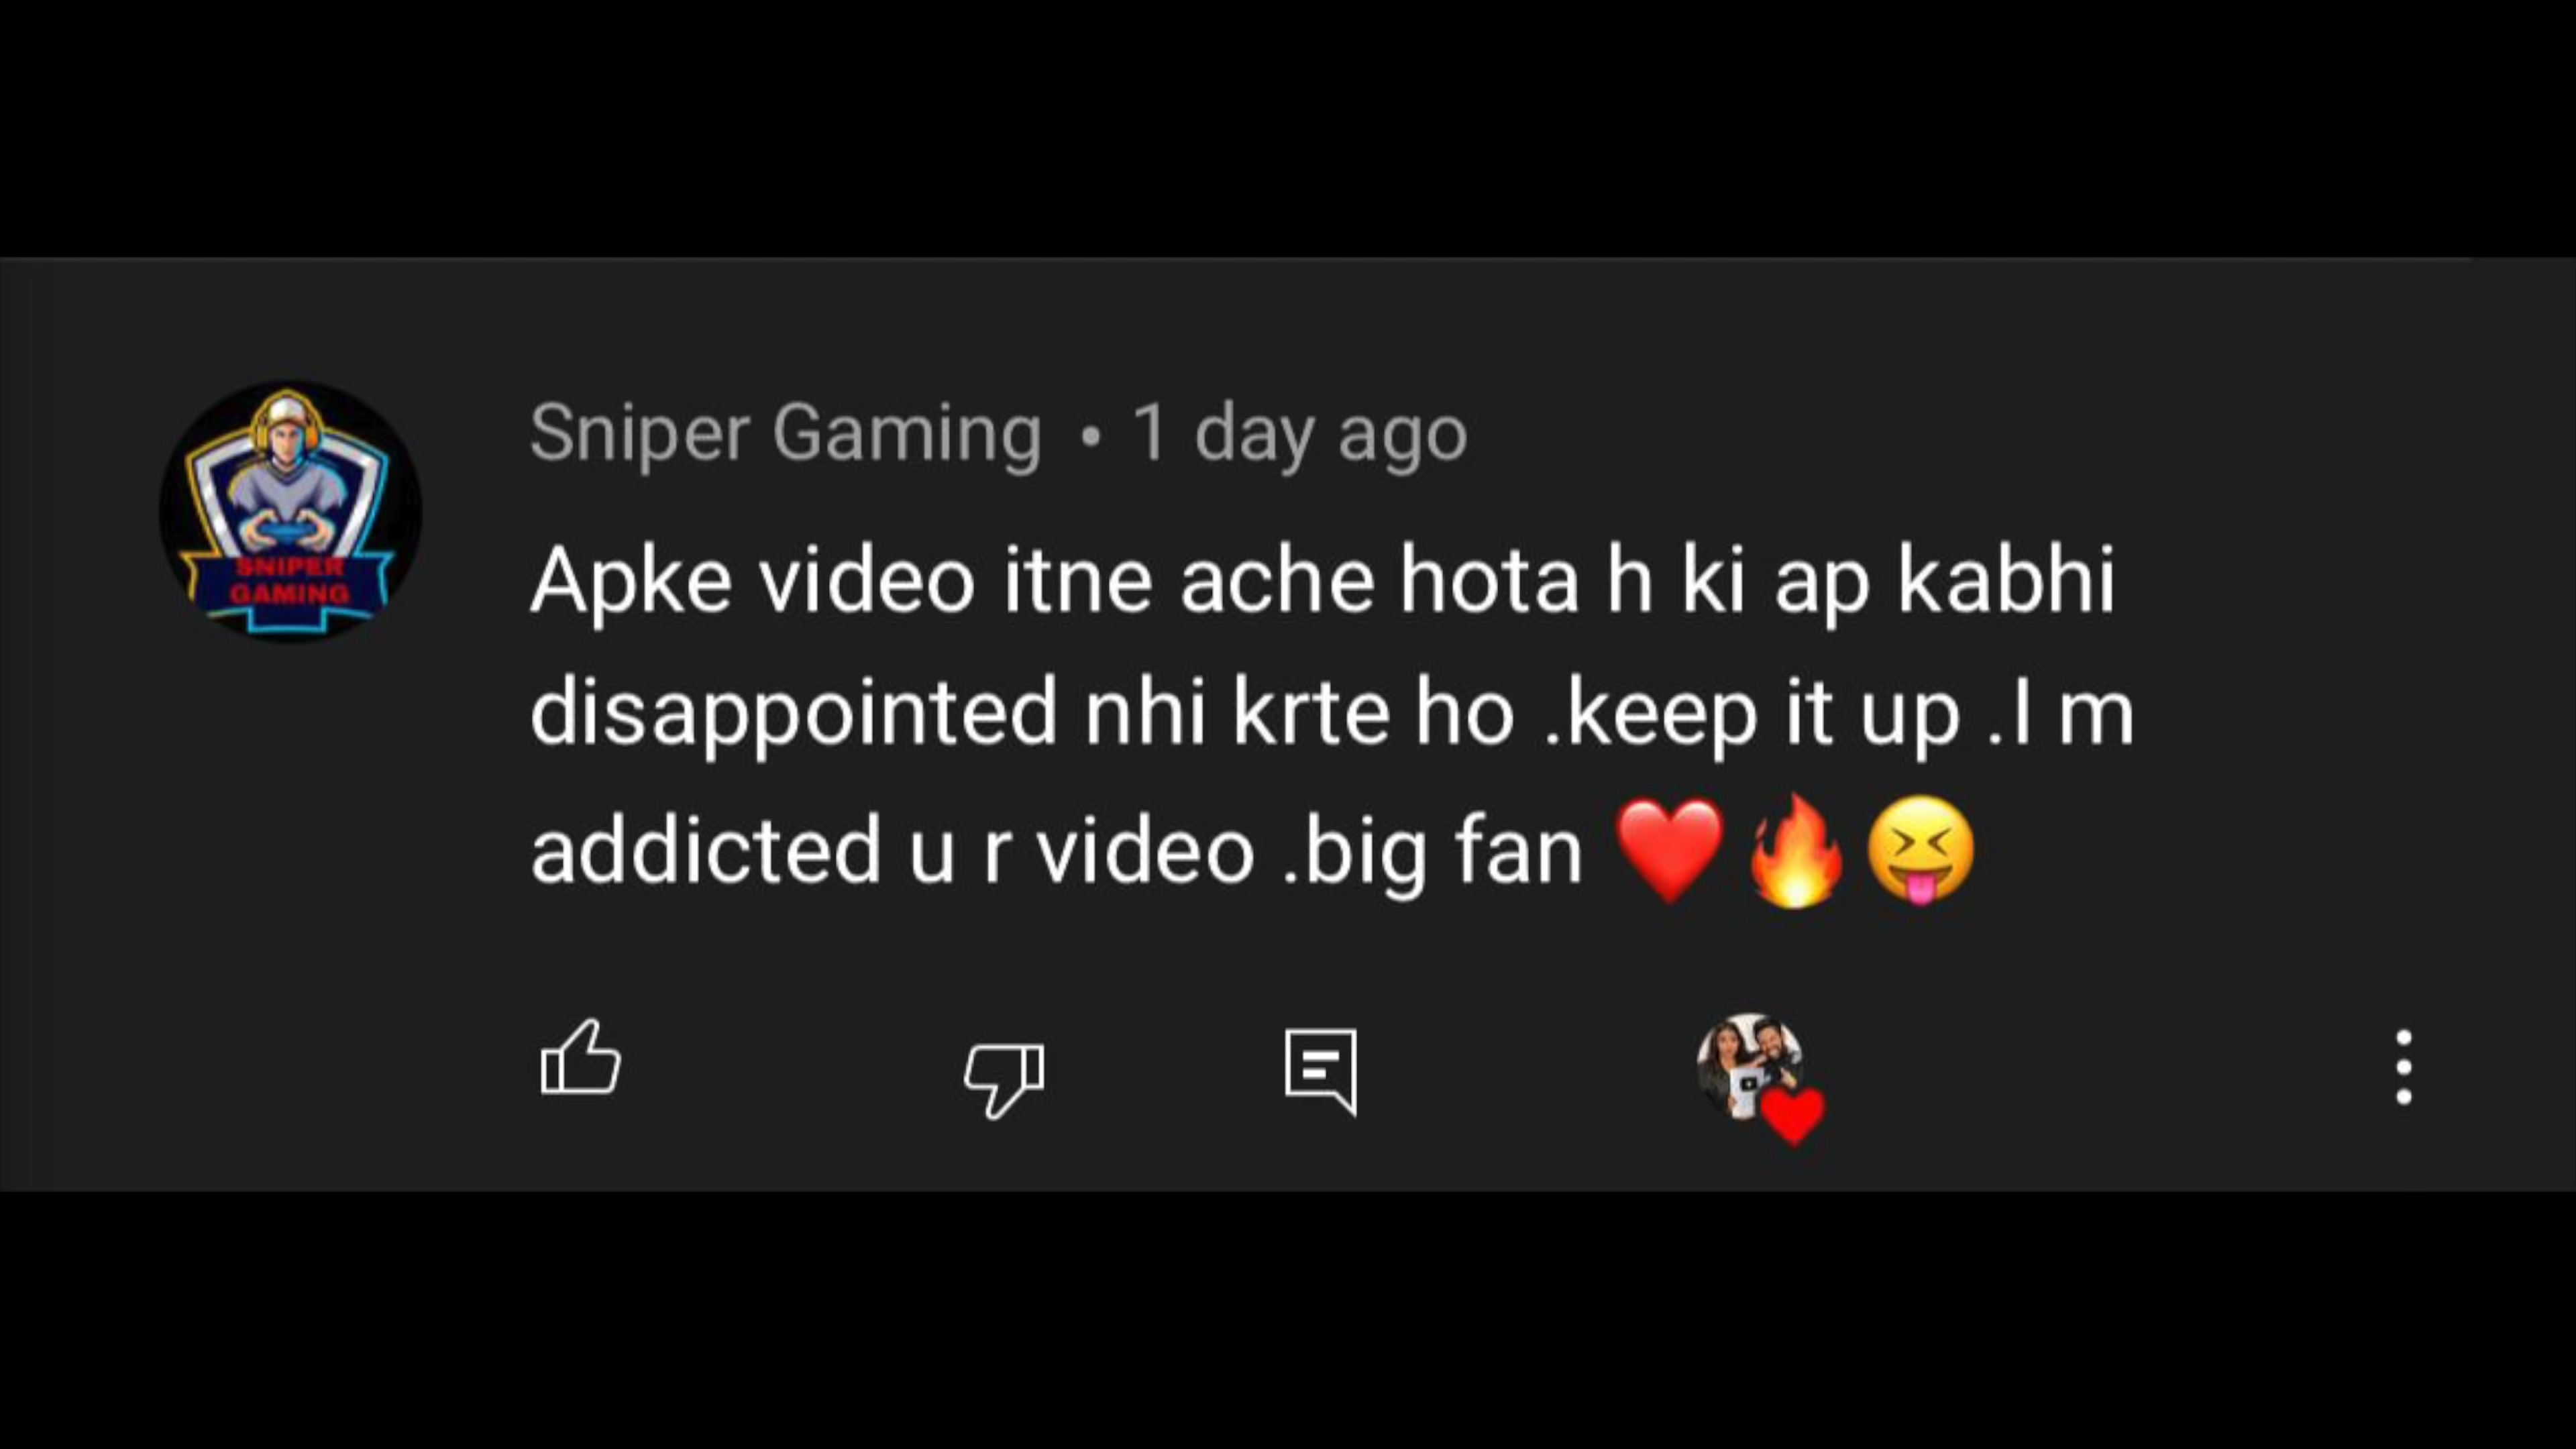 Sniper Gaming • 1 day ago
SNIPER
GAMING
Apke video itne ache hota h ki ap kabhi
disappointed nhi krte ho .keep it up .I m
addicted u r video .big fan ❤️🔥😝